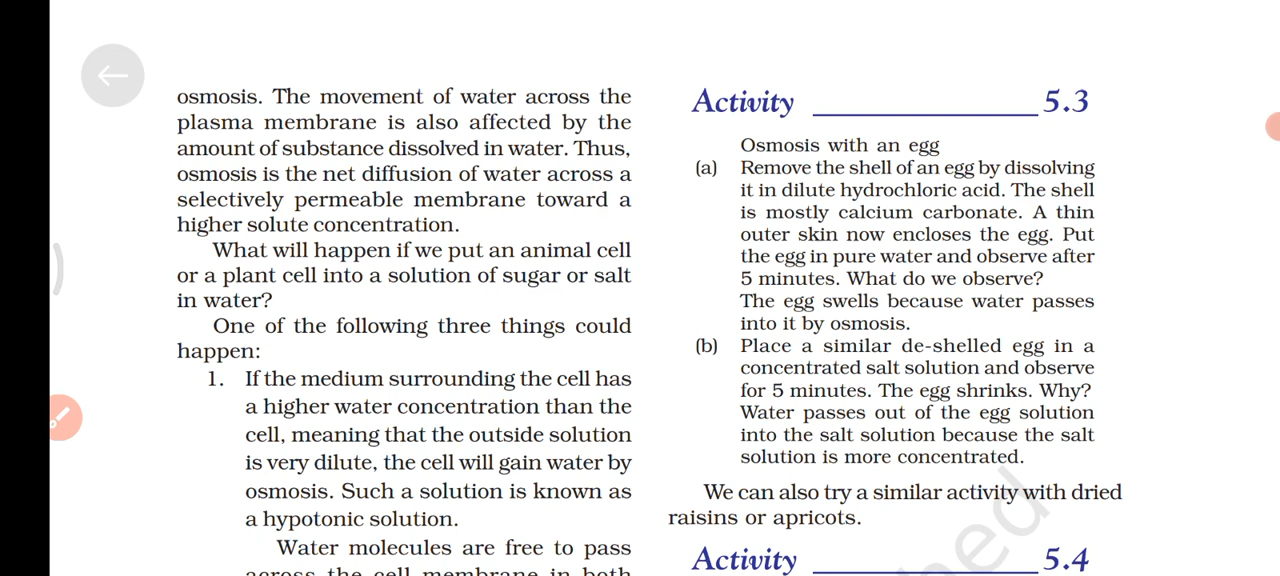 osmosis. The movement of water across the
plasma membrane is also affected by the
amount of substance dissolved in water. Thus,
osmosis is the net diffusion of water across a
selectively permeable membrane toward a
higher solute concentration.
What will happen if we put an animal cell
or a plant cell into a solution of sugar or salt
in water?
One of the following three things could
happen:
1. If the medium surrounding the cell has
a higher water concentration than the
cell, meaning that the outside solution
is very dilute, the cell will gain water by
osmosis. Such a solution is known as
a hypotonic solution.
Water molecules are free to pass
across the cell membrane in both
Activity 5.3
Osmosis with an egg
(a) Remove the shell of an egg by dissolving
it in dilute hydrochloric acid. The shell
is mostly calcium carbonate. A thin
outer skin now encloses the egg. Put
the egg in pure water and observe after
5 minutes. What do we observe?
The egg swells because water passes
into it by osmosis.
(b) Place a similar de-shelled egg in a
concentrated salt solution and observe
for 5 minutes. The egg shrinks. Why?
Water passes out of the egg solution
into the salt solution because the salt
solution is more concentrated.
We can also try a similar activity with dried
raisins or apricots.
Activity 5.4